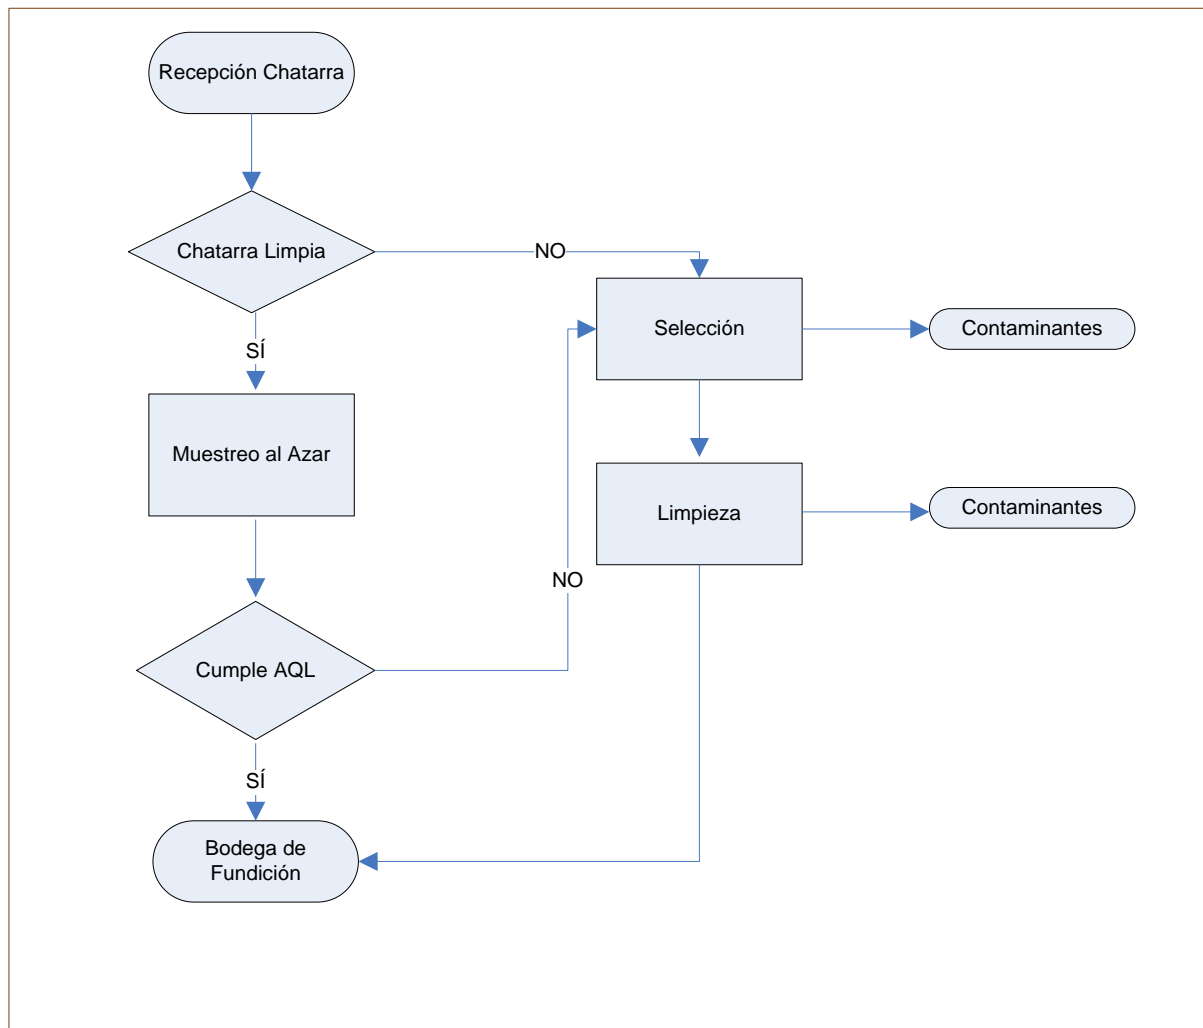 Recepción Chatarra
Chatarra Limpia
NO
Selección
Contaminantes
SÍ
Muestreo al Azar
Limpieza
Contaminantes
NO
Cumple AQL
SÍ
Bodega de
Fundición